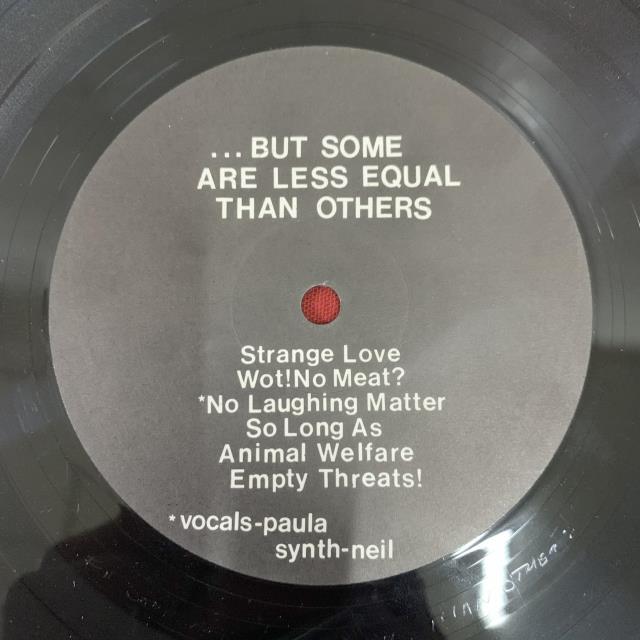 ...BUT SOME
ARE LESS EQUAL
THAN OTHERS
Strange Love
Wot!No Meat?
*No Laughing Matter
So Long As
Animal Welfare
Empty Threats!
*vocals-paula
synth-neil